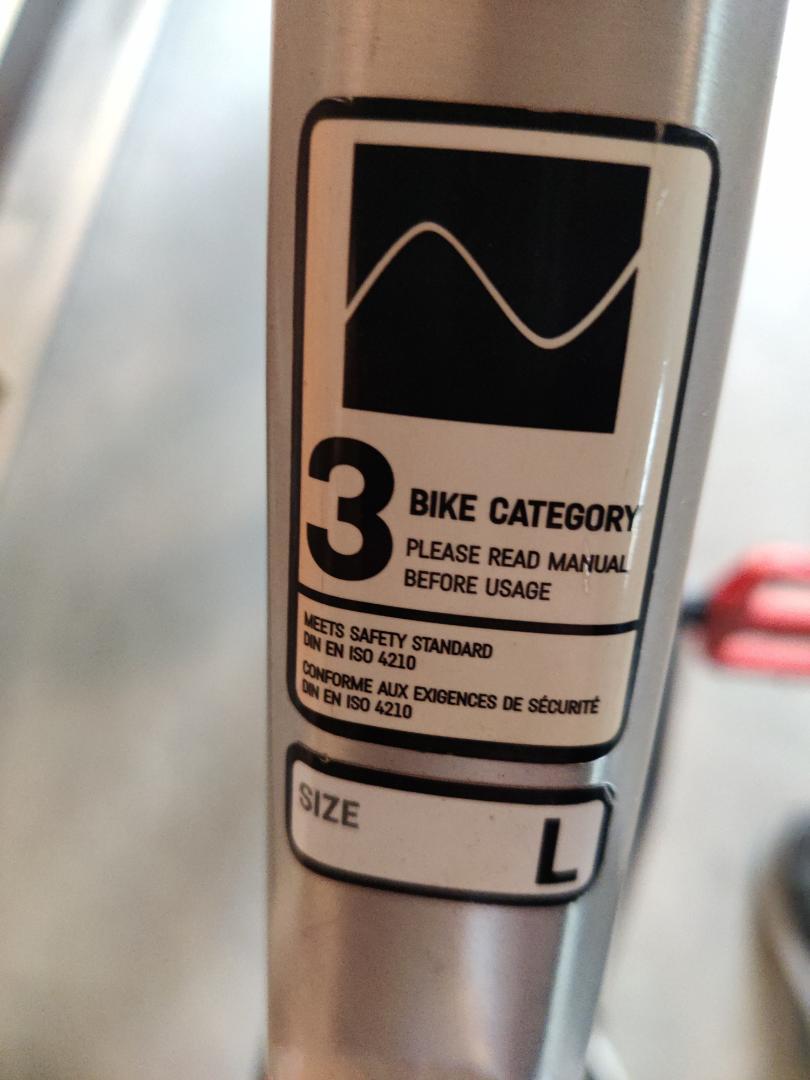 3
BIKE CATEGORY
PLEASE READ MANUAL
BEFORE USAGE
MEETS SAFETY STANDARD
DIN EN ISO 4210
CONFORME AUX EXIGENCES DE SÉCURITÉ
DIN EN ISO 4210
SIZE
L